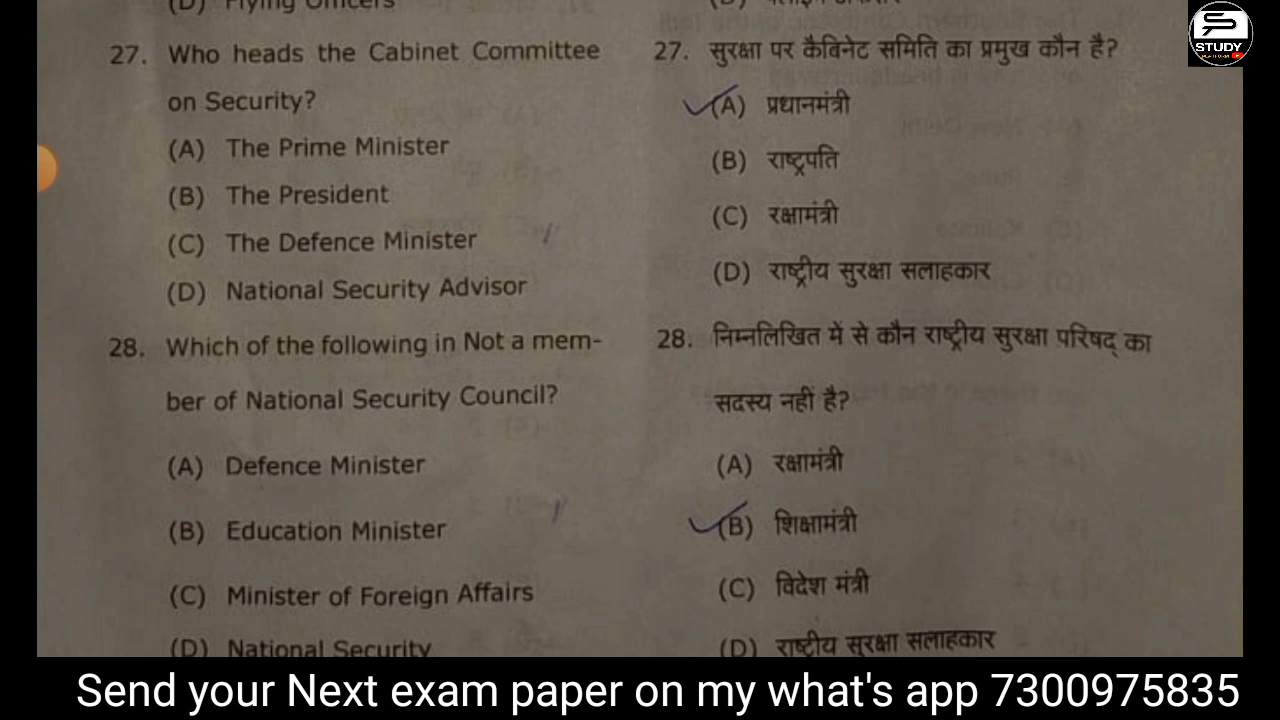 (D) Flying Officers
27. Who heads the Cabinet Committee
on Security?
(A) The Prime Minister
(B) The President
(C) The Defence Minister
(D) National Security Advisor
28. Which of the following in Not a mem-
ber of National Security Council?
(A) Defence Minister
(B) Education Minister
(C) Minister of Foreign Affairs
(D) National Security
27. सुरक्षा पर कैबिनेट समिति का प्रमुख कौन है?
(A) प्रधानमंत्री
(B) राष्ट्रपति
(C) रक्षामंत्री
(D) राष्ट्रीय सुरक्षा सलाहकार
28. निम्नलिखित में से कौन राष्ट्रीय सुरक्षा परिषद् का
सदस्य नहीं है?
(A) रक्षामंत्री
(B) शिक्षामंत्री
(C) विदेश मंत्री
(D) राष्ट्रीय सुरक्षा सलाहकार
SP
STUDY
Send your Next exam paper on my what's app 7300975835